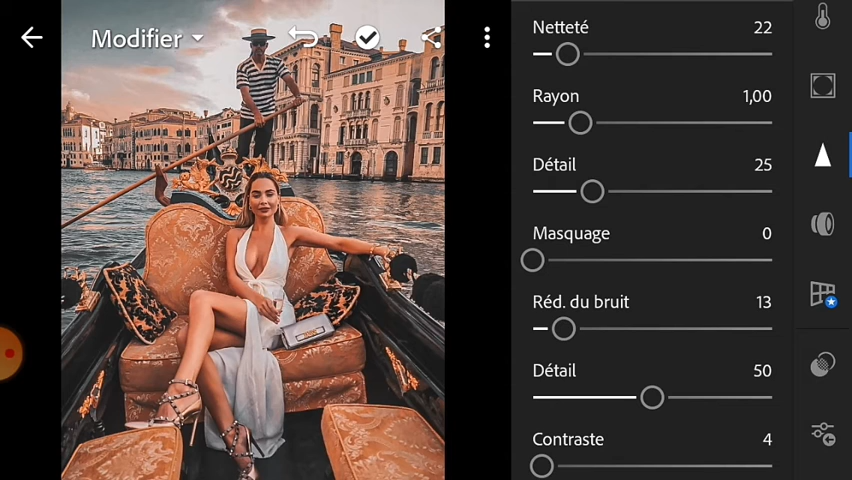 Modifier
Netteté 22
Rayon 1,00
Détail 25
Masquage 0
Réd. du bruit 13
Détail 50
Contraste 4